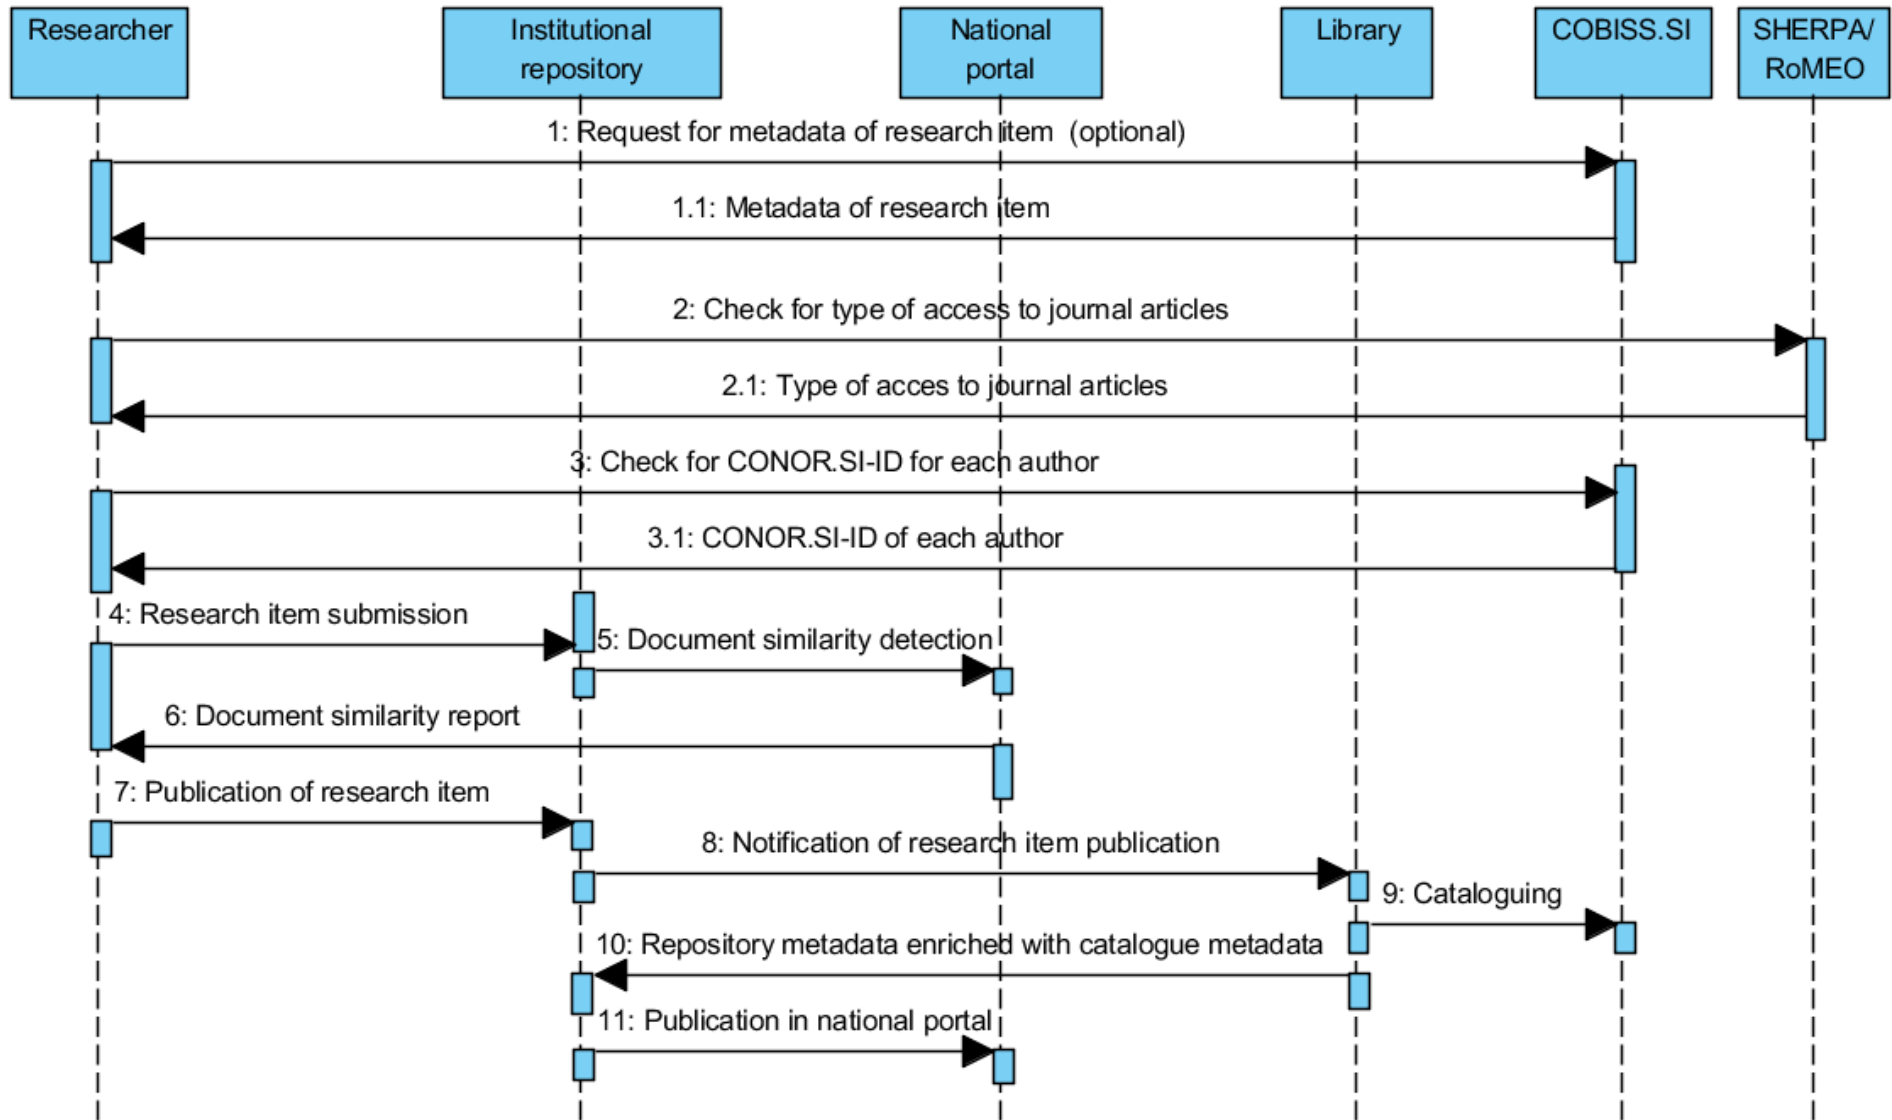 Researcher
Institutional
repository
National
portal
Library
COBISS.SI
SHERPA/
RoMEO
1: Request for metadata of research item (optional)
1.1: Metadata of research item
2: Check for type of access to journal articles
2.1: Type of acces to journal articles
3: Check for CONOR.SI-ID for each author
3.1: CONOR.SI-ID of each author
4: Research item submission
5: Document similarity detection
6: Document similarity report
7: Publication of research item
8: Notification of research item publication
9: Cataloguing
10: Repository metadata enriched with catalogue metadata
11: Publication in national portal